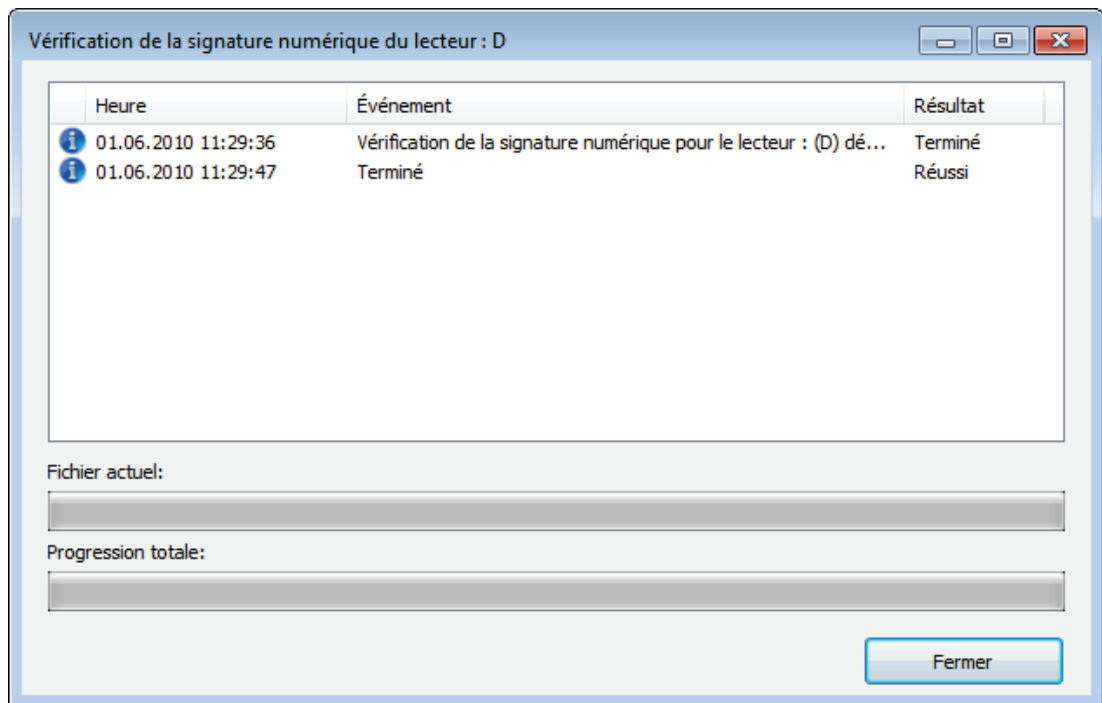 Vérification de la signature numérique du lecteur : D
Heure Événement Résultat
01.06.2010 11:29:36 Vérification de la signature numérique pour le lecteur : (D) dé... Terminé
01.06.2010 11:29:47 Terminé Réussi
Fichier actuel:
Progression totale:
Fermer